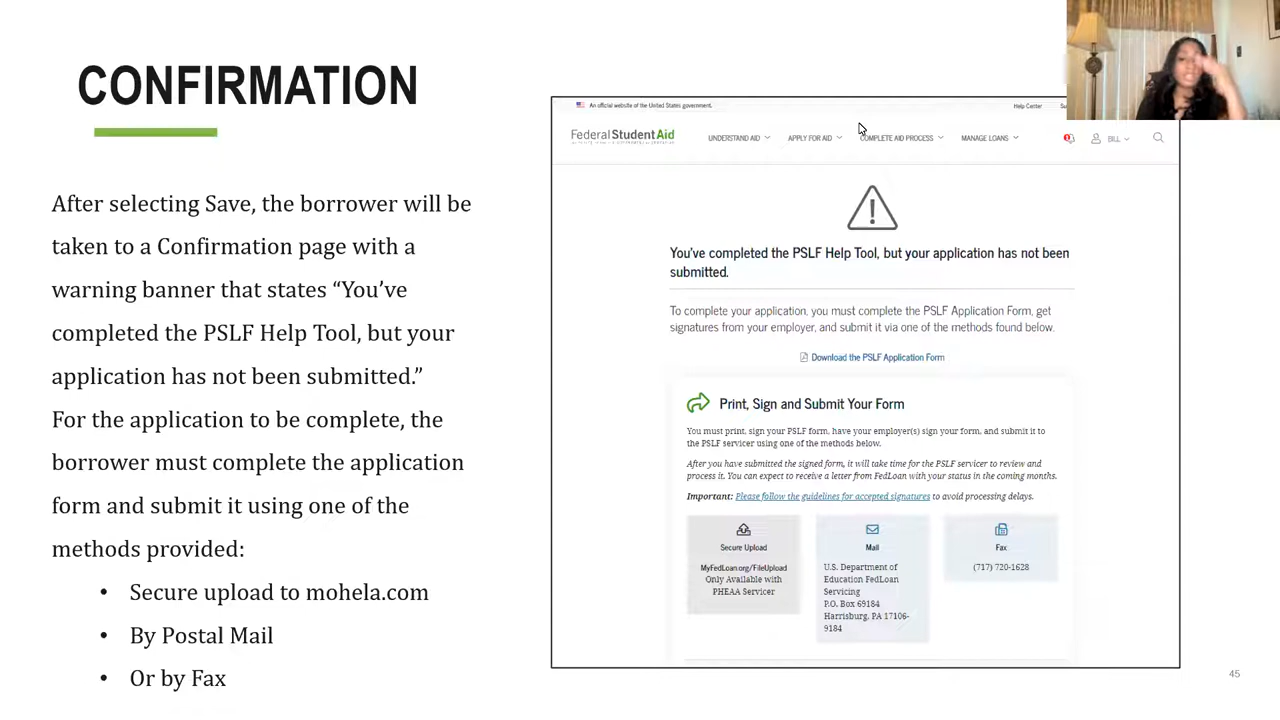 CONFIRMATION
After selecting Save, the borrower will be
taken to a Confirmation page with a
warning banner that states “You’ve
completed the PSLF Help Tool, but your
application has not been submitted.”
For the application to be complete, the
borrower must complete the application
form and submit it using one of the
methods provided:
• Secure upload to mohela.com
• By Postal Mail
• Or by Fax
An official website of the United States government.
Help Center
FederalStudentAid
UNDERSTAND AID
APPLY FOR AID
COMPLETE AID PROCESS
MANAGE LOANS
BILL
You've completed the PSLF Help Tool, but your application has not been
submitted.
To complete your application, you must complete the PSLF Application Form, get
signatures from your employer, and submit it via one of the methods found below.
Download the PSLF Application Form
Print, Sign and Submit Your Form
You must print, sign your PSLF form, have your employer(s) sign your form, and submit it to
the PSLF servicer using one of the methods below.
After you have submitted the signed form, it will take time for the PSLF servicer to review and
process it. You can expect to receive a letter from FedLoan with your status in the coming months.
Important: Please follow the guidelines for accepted signatures to avoid processing delays.
Secure Upload
MyFedLoan.org/FileUpload
Only Available with
PHEAA Servicer
Mail
U.S. Department of
Education FedLoan
Servicing
P.O. Box 69184
Harrisburg, PA 17106-
9184
Fax
(717) 720-1628
45